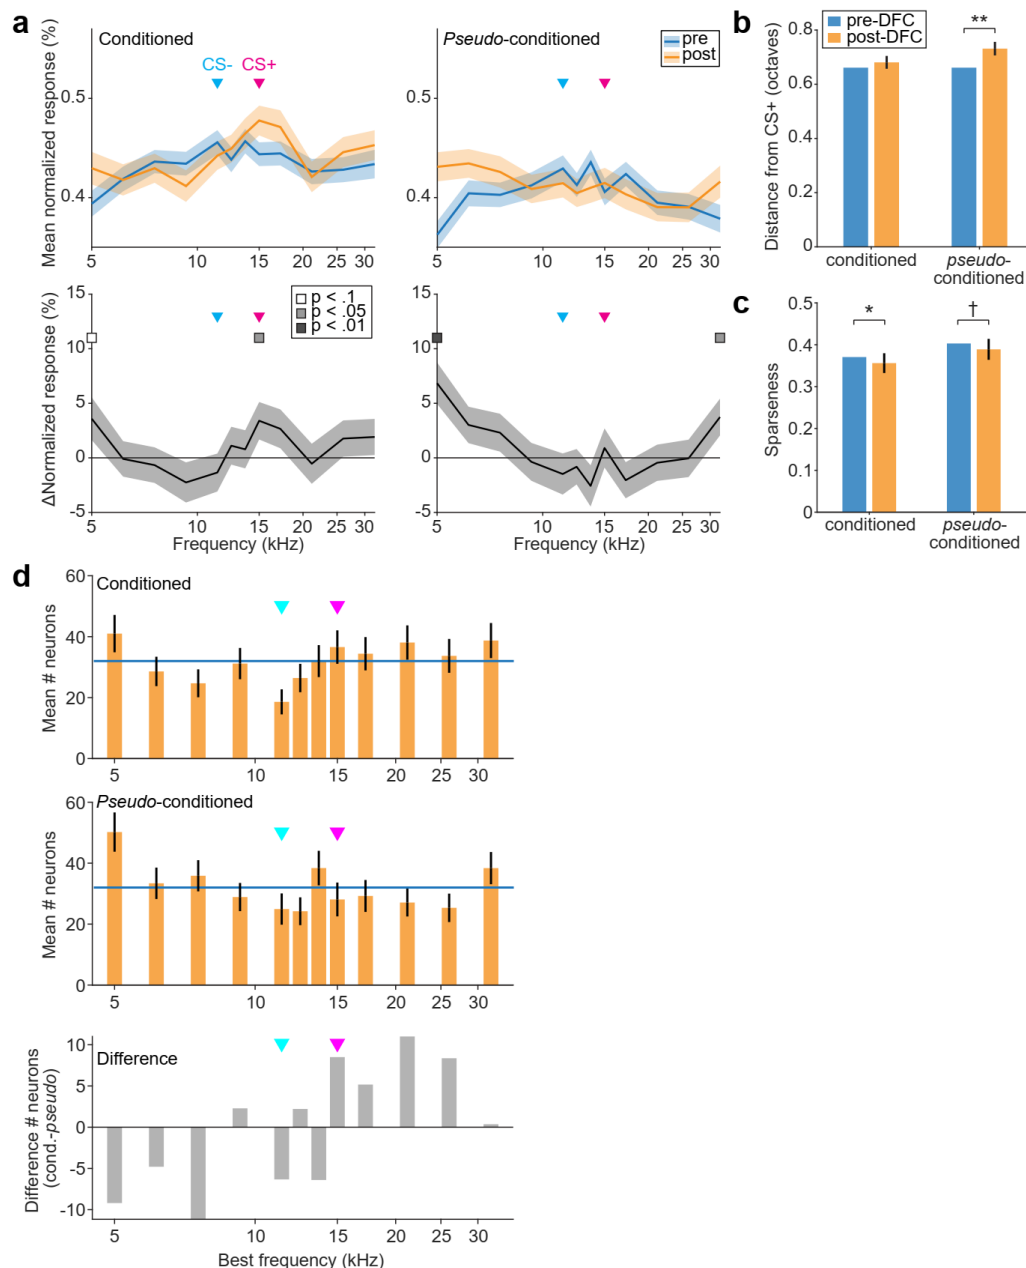 a
Conditioned
CS-
CS+
Mean normalized response (%)
0.5
0.4
5
10
15
20
25
30
Pseudo-conditioned
pre
post
0.5
0.4
5
10
15
20
25
30
ΔNormalized response (%)
15
10
5
0
-5
p < .1
p < .05
p < .01
5
10
15
20
25
30
Frequency (kHz)
15
10
5
0
-5
5
10
15
20
25
30
Frequency (kHz)
b
pre-DFC
post-DFC
**
Distance from CS+ (octaves)
0.8
0.6
0.4
0.2
0
conditioned
pseudo-
conditioned
c
Sparseness
0.5
0.4
0.3
0.2
0.1
0
*
†
conditioned
pseudo-
conditioned
d
Conditioned
Mean # neurons
60
40
20
0
5
10
15
20
25
30
Pseudo-conditioned
Mean # neurons
60
40
20
0
5
10
15
20
25
30
Difference
Difference # neurons
(cond.-pseudo)
10
5
0
-5
-10
5
10
15
20
25
30
Best frequency (kHz)